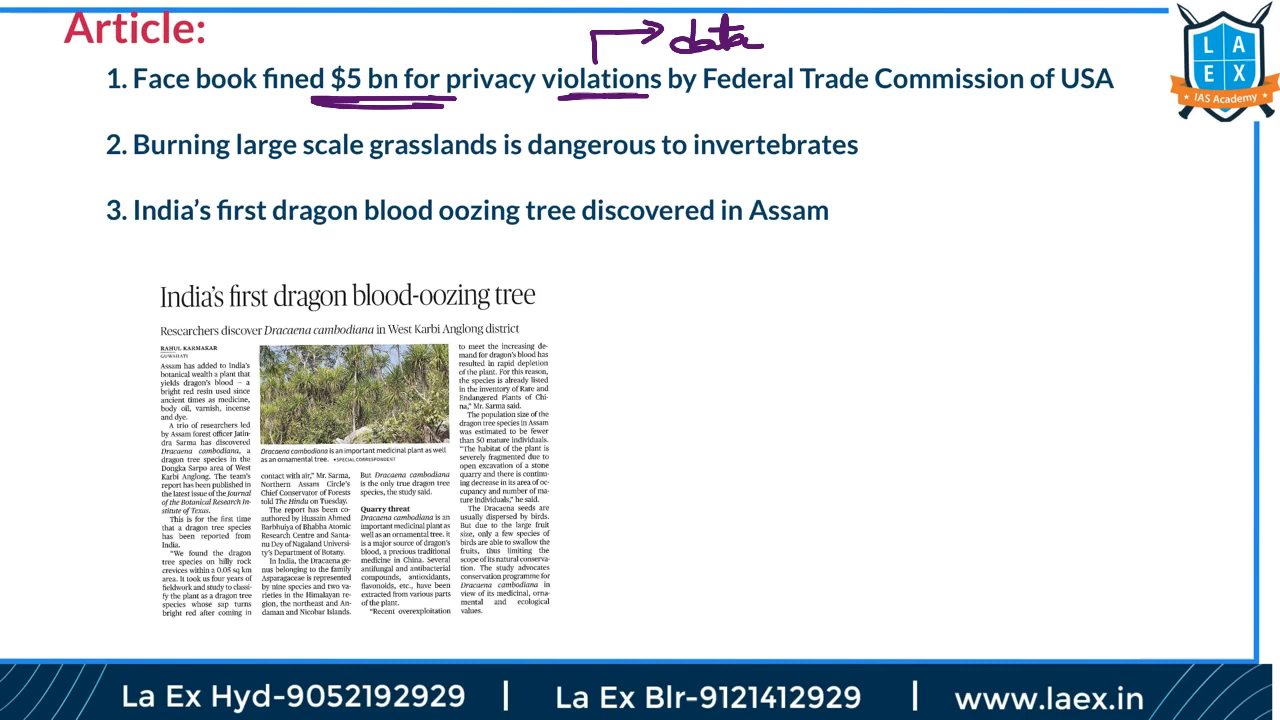 Article:
data
1. Face book fined $5 bn for privacy violations by Federal Trade Commission of USA
L A
E X
IAS Academy
2. Burning large scale grasslands is dangerous to invertebrates
3. India's first dragon blood oozing tree discovered in Assam
India's first dragon blood-oozing tree
Researchers discover Dracaena cambodiana in West Karbi Anglong district
RAHUL KARMAKAR
GUWAHATI
Assam has added to India's
botanical wealth a plant that
yields dragon's blood – a
bright red resin used since
ancient times as medicine,
body oil, varnish, incense
and dye.
A trio of researchers led
by Assam forest officer Jatin-
dra Sarma has discovered
Dracaena cambodiana, a
dragon tree species in the
Dongka Sarpo area of West
Karbi Anglong. The team's
report has been published in
the latest issue of the Journal
of the Botanical Research In-
stitute of Texas.
This is for the first time
that a dragon tree species
has been reported from
India.
"We found the dragon
tree species on hilly rock
crevices within a 0.05 sq km
area. It took us four years of
fieldwork and study to classi-
fy the plant as a dragon tree
species whose sap turns
bright red after coming in
Dracaena cambodiana is an important medicinal plant as well
as an ornamental tree. • SPECIAL CORRESPONDENT
contact with air," Mr. Sarma,
Northern Assam Circle's
Chief Conservator of Forests
told The Hindu on Tuesday.
The report has been co-
authored by Hussain Ahmed
Barbhuiya of Bhabha Atomic
Research Centre and Santa-
nu Dey of Nagaland Universi-
ty's Department of Botany.
In India, the Dracaena ge-
nus belonging to the family
Asparagaceae is represented
by nine species and two va-
rieties in the Himalayan re-
gion, the northeast and An-
daman and Nicobar Islands.
But Dracaena cambodiana
is the only true dragon tree
species, the study said.
Quarry threat
Dracaena cambodiana is an
important medicinal plant as
well as an ornamental tree. it
is a major source of dragon's
blood, a precious traditional
medicine in China. Several
antifungal and antibacterial
compounds, antioxidants,
flavonoids, etc., have been
extracted from various parts
of the plant.
"Recent overexploitation
to meet the increasing de-
mand for dragon's blood has
resulted in rapid depletion
of the plant. For this reason,
the species is already listed
in the inventory of Rare and
Endangered Plants of Chi-
na," Mr. Sarma said.
The population size of the
dragon tree species in Assam
was estimated to be fewer
than 50 mature individuals.
"The habitat of the plant is
severely fragmented due to
open excavation of a stone
quarry and there is continu-
ing decrease in its area of oc-
cupancy and number of ma-
ture individuals," he said.
The Dracaena seeds are
usually dispersed by birds.
But due to the large fruit
size, only a few species of
birds are able to swallow the
fruits, thus limiting the
scope of its natural conserva-
tion. The study advocates
conservation programme for
Dracaena cambodiana in
view of its medicinal, orna-
mental and ecological
values.
La Ex Hyd-9052192929 | La Ex Blr-9121412929 | www.laex.in